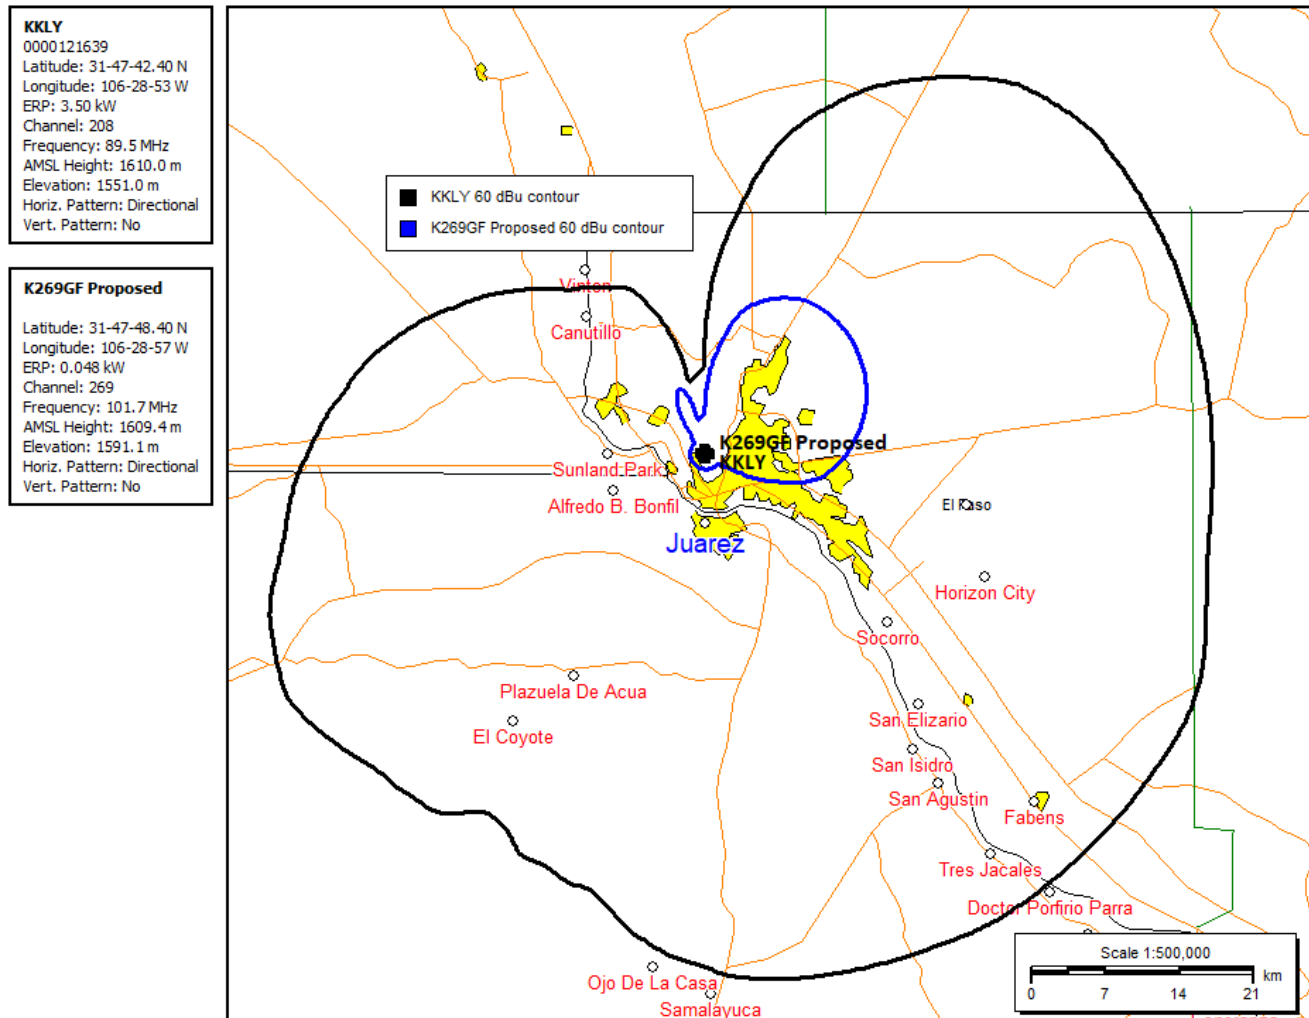 KKLY
0000121639
Latitude: 31-47-42.40 N
Longitude: 106-28-53 W
ERP: 3.50 kW
Channel: 208
Frequency: 89.5 MHz
AMSL Height: 1610.0 m
Elevation: 1551.0 m
Horiz. Pattern: Directional
Vert. Pattern: No
K269GF Proposed
Latitude: 31-47-48.40 N
Longitude: 106-28-57 W
ERP: 0.048 kW
Channel: 269
Frequency: 101.7 MHz
AMSL Height: 1609.4 m
Elevation: 1591.1 m
Horiz. Pattern: Directional
Vert. Pattern: No
KKLY 60 dBu contour
K269GF Proposed 60 dBu contour
Vinton
Canutillo
K269GF Proposed
KKLY
Sunland Park
Alfredo B. Bonfil
El Paso
Juarez
Horizon City
Socorro
Plazuela De Acua
San Elizario
El Coyote
San Isidro
San Agustin
Fabens
Tres Jacales
Doctor Porfirio Parra
Ojo De La Casa
Samalayuca
Scale 1:500,000
km
0 7 14 21